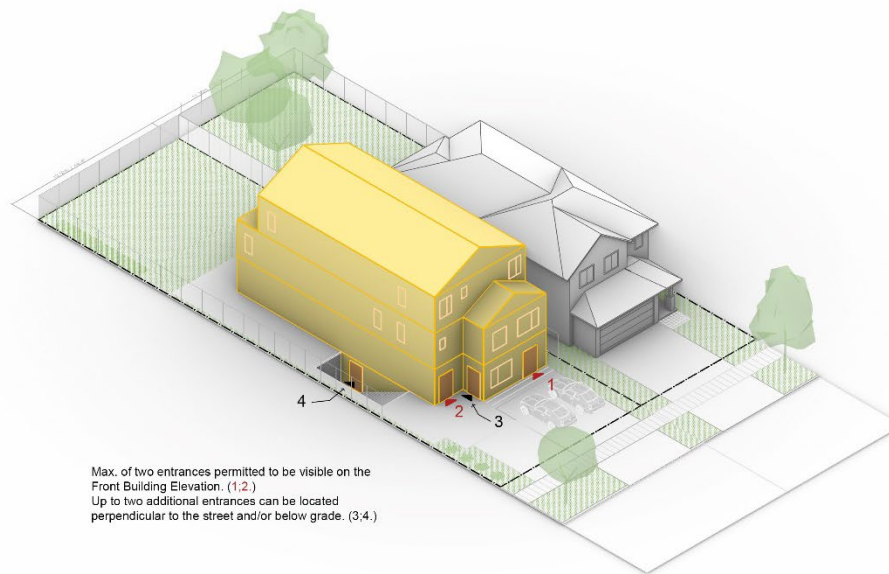 1
2
3
4
Max. of two entrances permitted to be visible on the
Front Building Elevation. (1;2.)
Up to two additional entrances can be located
perpendicular to the street and/or below grade. (3;4.)